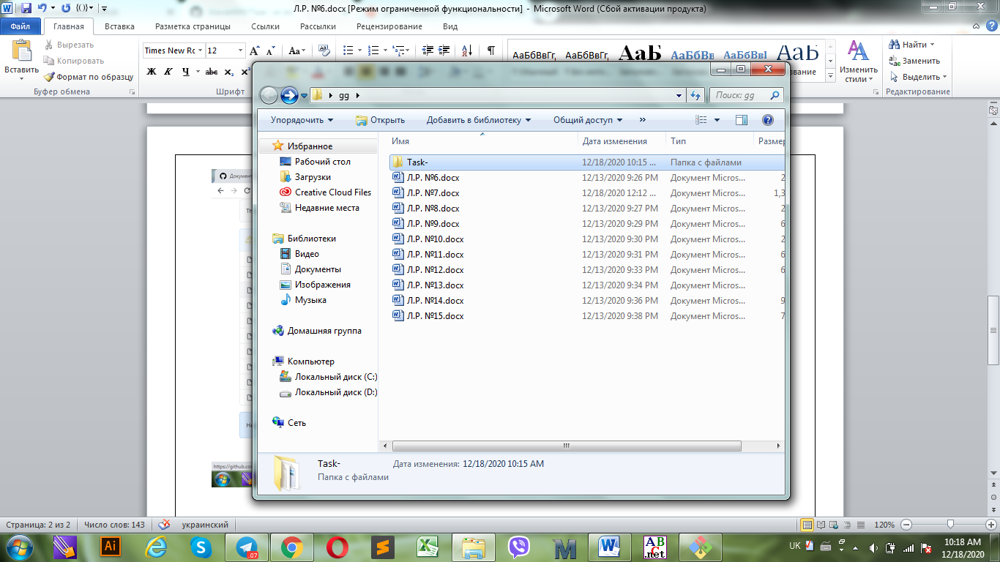 Л.Р. №6.docx [Режим ограниченной функциональности] - Microsoft Word (Сбой активации продукта)
Файл Главная Вставка Разметка страницы Ссылки Рассылки Рецензирование Вид
Вставить
Вырезать
Копировать
Формат по образцу
Буфер обмена
Times New Ro 12
Ж К Ч abc x₂ x²
Шрифт
АаБбВвГг, АаБбВвГг, АаБ АаБбВв АаБбВвІ АаБ
звание
Изменить стили
Найти
Заменить
Выделить
Редактирование
gg
Поиск: gg
Упорядочить Открыть Добавить в библиотеку Общий доступ »
Избранное
Рабочий стол
Загрузки
Creative Cloud Files
Недавние места
Библиотеки
Видео
Документы
Изображения
Музыка
Домашняя группа
Компьютер
Локальный диск (C:)
Локальный диск (D:)
Сеть
Имя Дата изменения Тип Размер
Task- 12/18/2020 10:15 ... Папка с файлами
Л.Р. №6.docx 12/13/2020 9:26 PM Документ Micros... 2
Л.Р. №7.docx 12/18/2020 12:12 ... Документ Micros... 1,3
Л.Р. №8.docx 12/13/2020 9:27 PM Документ Micros... 2
Л.Р. №9.docx 12/13/2020 9:29 PM Документ Micros... 6
Л.Р. №10.docx 12/13/2020 9:30 PM Документ Micros... 2
Л.Р. №11.docx 12/13/2020 9:31 PM Документ Micros... 6
Л.Р. №12.docx 12/13/2020 9:33 PM Документ Micros... 6
Л.Р. №13.docx 12/13/2020 9:34 PM Документ Micros...
Л.Р. №14.docx 12/13/2020 9:36 PM Документ Micros... 9
Л.Р. №15.docx 12/13/2020 9:38 PM Документ Micros... 7
Task- Дата изменения: 12/18/2020 10:15 AM
Папка с файлами
Документ
Th
https://github.co
Страница: 2 из 2 Число слов: 143 украинский 120%
Ai
.07
ABC.net
UK
10:18 AM
12/18/2020